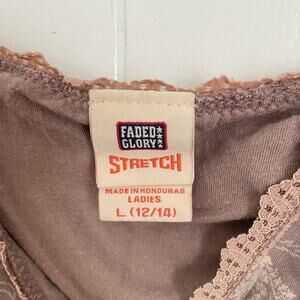 FADED
GLORY
STRETCH
MADE IN HONDURAS
LADIES
L (12/14)